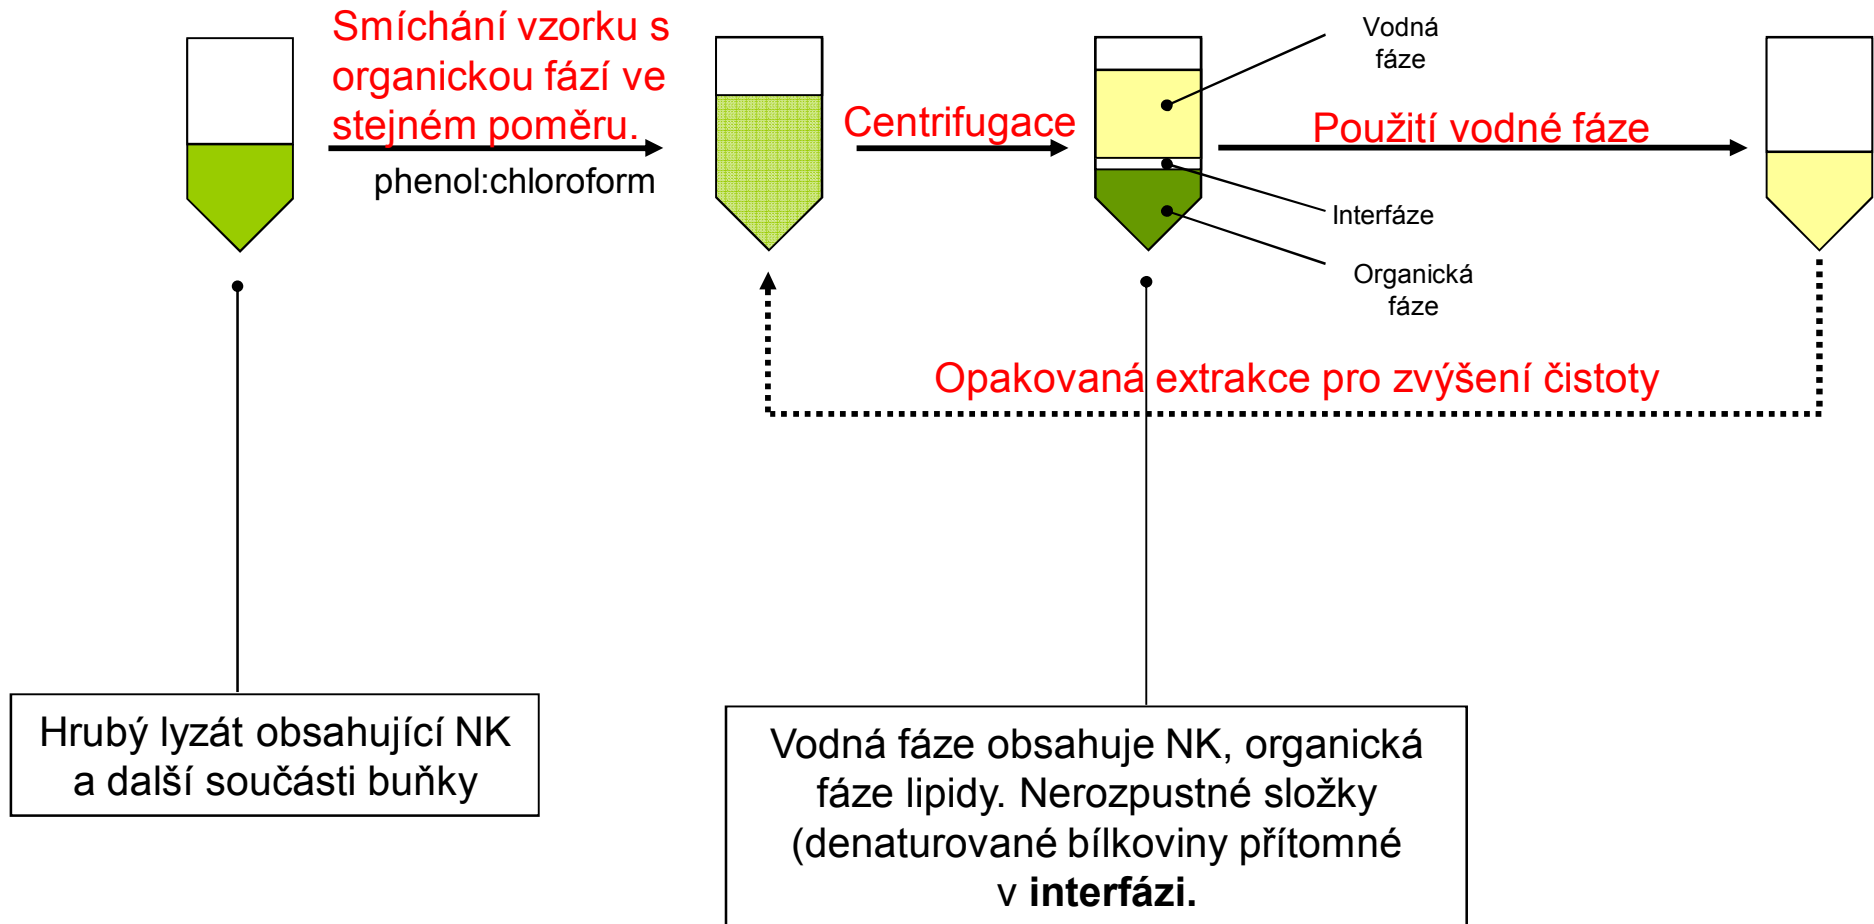 Smíchání vzorku s
organickou fází ve
stejném poměru.
phenol:chloroform
Centrifugace
Vodná
fáze
Interfáze
Organická
fáze
Použití vodné fáze
Opakovaná extrakce pro zvýšení čistoty
Hrubý lyzát obsahující NK
a další součásti buňky
Vodná fáze obsahuje NK, organická
fáze lipidy. Nerozpustné složky
(denaturované bílkoviny přítomné
v interfázi.